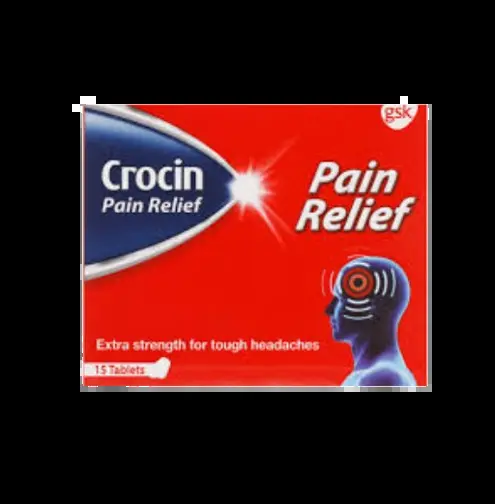 gsk
Crocin
Pain Relief
Pain
Relief
Extra strength for tough headaches
15 Tablets